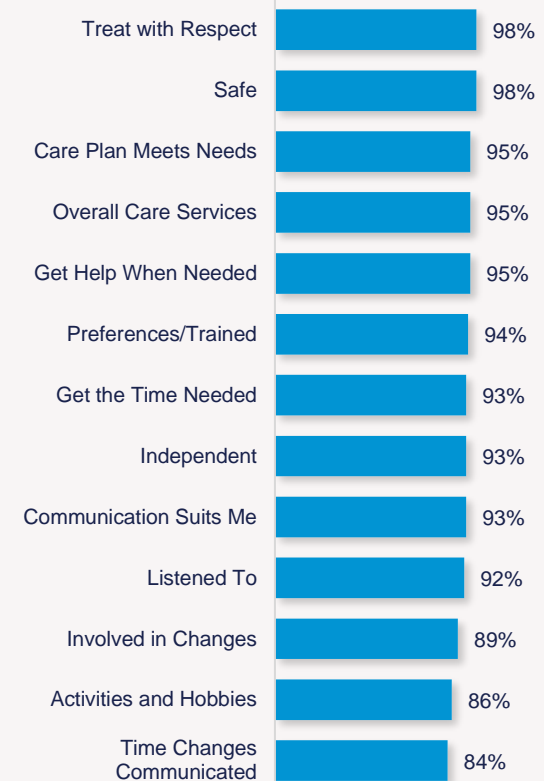 Treat with Respect 98%
Safe 98%
Care Plan Meets Needs 95%
Overall Care Services 95%
Get Help When Needed 95%
Preferences/Trained 94%
Get the Time Needed 93%
Independent 93%
Communication Suits Me 93%
Listened To 92%
Involved in Changes 89%
Activities and Hobbies 86%
Time Changes
Communicated 84%